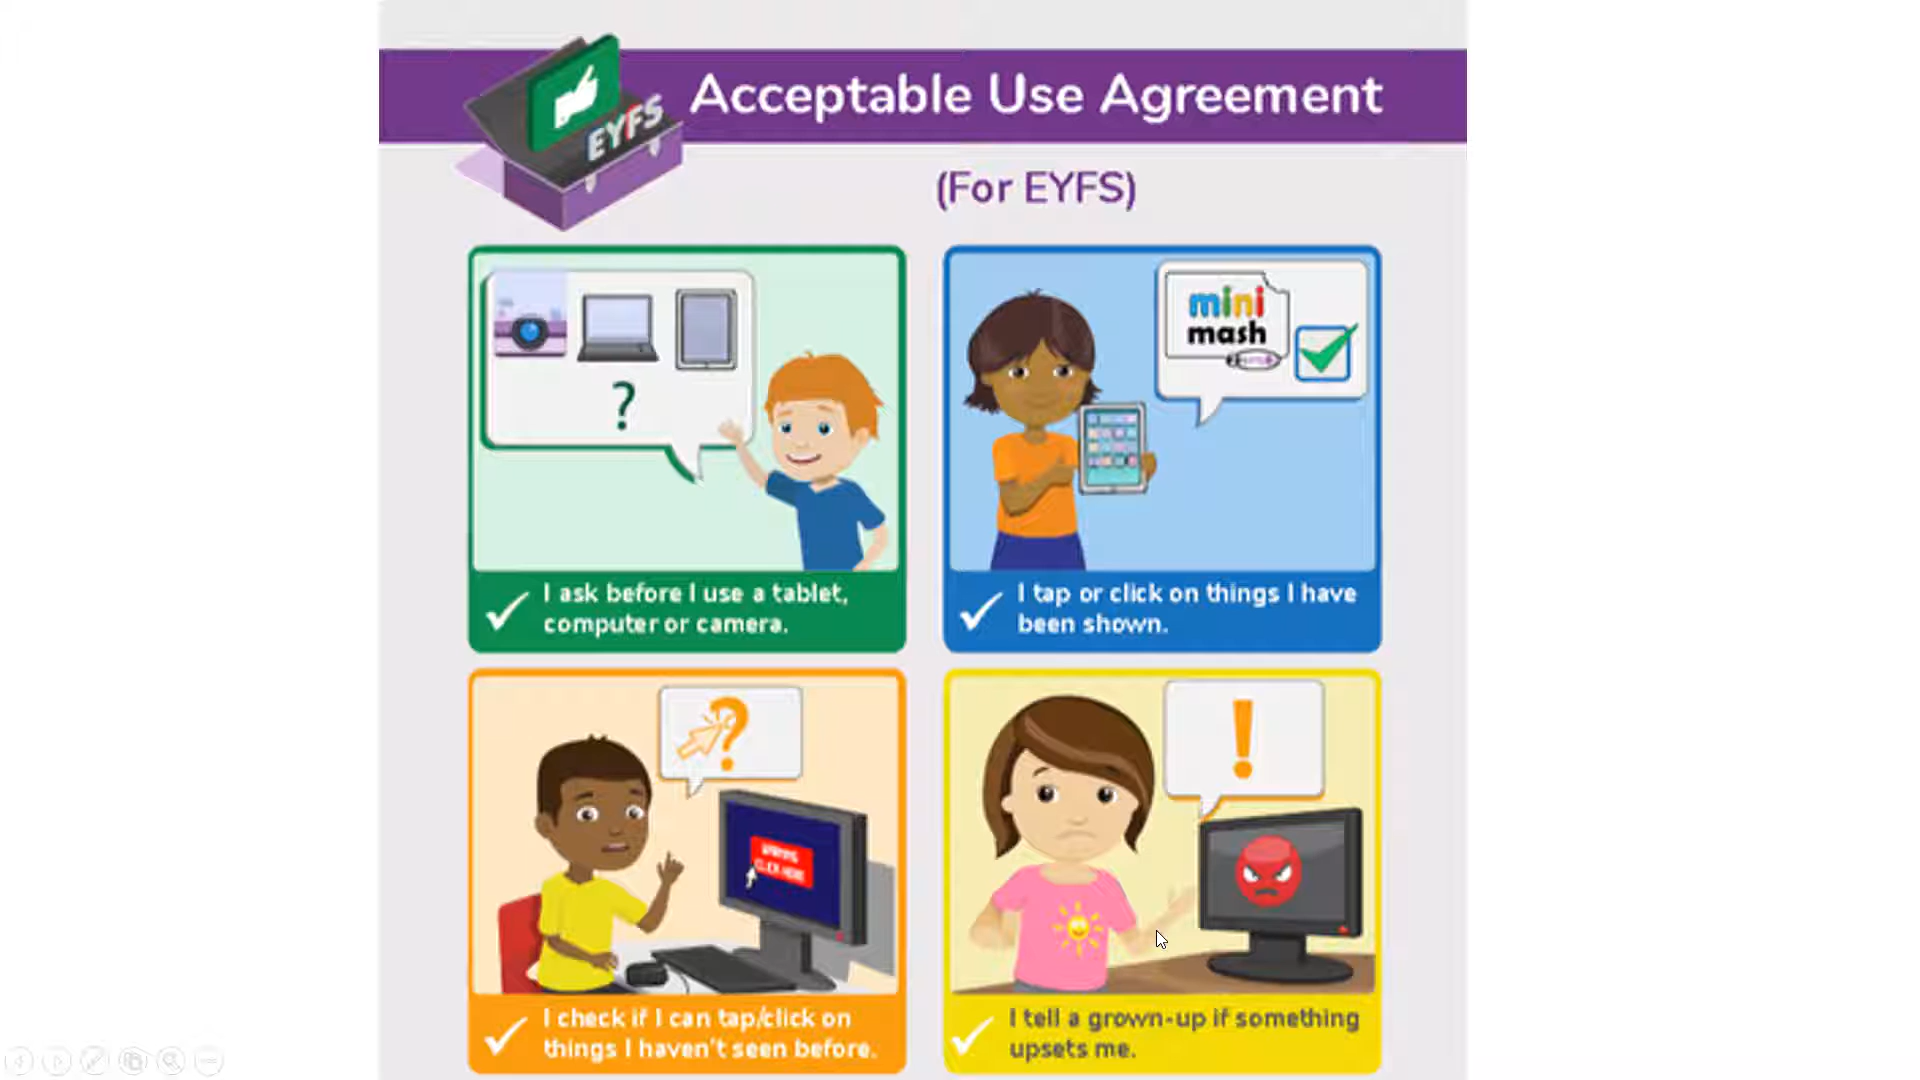 Acceptable Use Agreement
EYFS
(For EYFS)
?
mini
mash
I ask before I use a tablet,
computer or camera.
I tap or click on things I have
been shown.
?
CLICK HERE
!
I check if I can tap/click on
things I haven't seen before.
I tell a grown-up if something
upsets me.